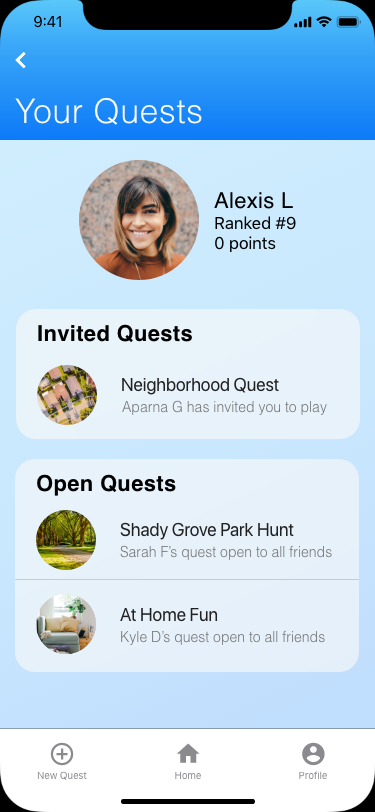 9:41
Your Quests
Alexis L
Ranked #9
0 points
Invited Quests
Neighborhood Quest
Aparna G has invited you to play
Open Quests
Shady Grove Park Hunt
Sarah F's quest open to all friends
At Home Fun
Kyle D's quest open to all friends
New Quest
Home
Profile